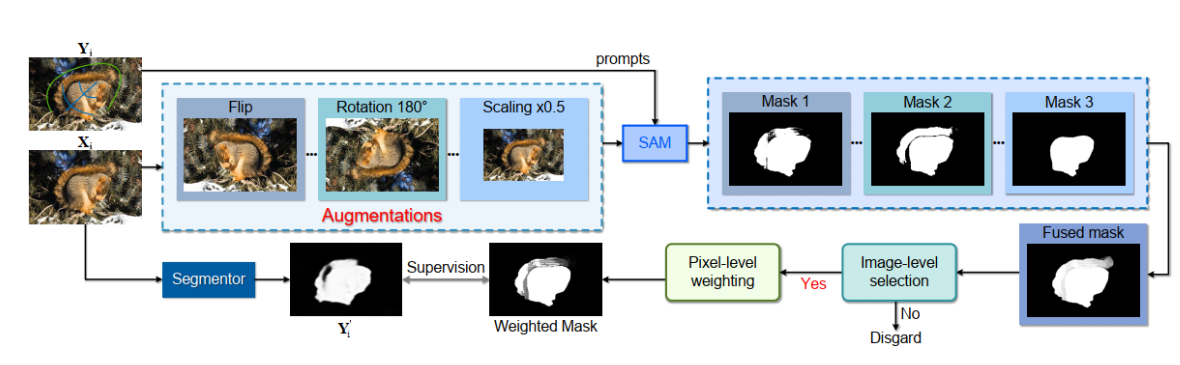 Yi
prompts
Flip
Rotation 180°
Scaling x0.5
Mask 1
Mask 2
Mask 3
SAM
Xi
Augmentations
Fused mask
Segmentor
Supervision
Pixel-level
weighting
Yes
Image-level
selection
No
Disgard
Yi'
Weighted Mask